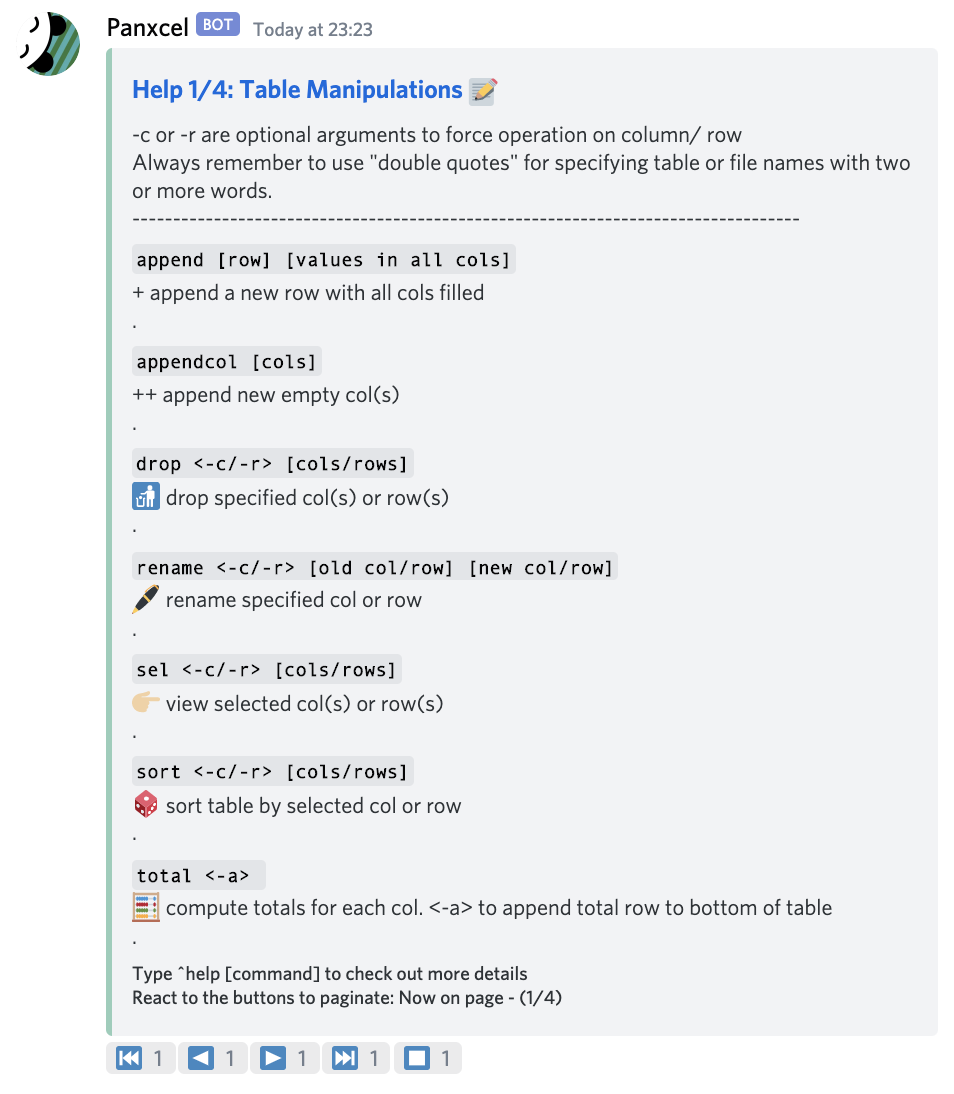 Panxcel BOT Today at 23:23
Help 1/4: Table Manipulations 📝
-c or -r are optional arguments to force operation on column/ row
Always remember to use "double quotes" for specifying table or file names with two
or more words.
----------------------------------------------------------------------------------
append [row] [values in all cols]
+ append a new row with all cols filled
.
appendcol [cols]
++ append new empty col(s)
.
drop <-c/-r> [cols/rows]
🚮 drop specified col(s) or row(s)
.
rename <-c/-r> [old col/row] [new col/row]
🖋 rename specified col or row
.
sel <-c/-r> [cols/rows]
👉 view selected col(s) or row(s)
.
sort <-c/-r> [cols/rows]
🎲 sort table by selected col or row
.
total <-a>
🧮 compute totals for each col. <-a> to append total row to bottom of table
.
Type ^help [command] to check out more details
React to the buttons to paginate: Now on page - (1/4)
⏮ 1 ◀ 1 ▶ 1 ⏭ 1 ⏹ 1